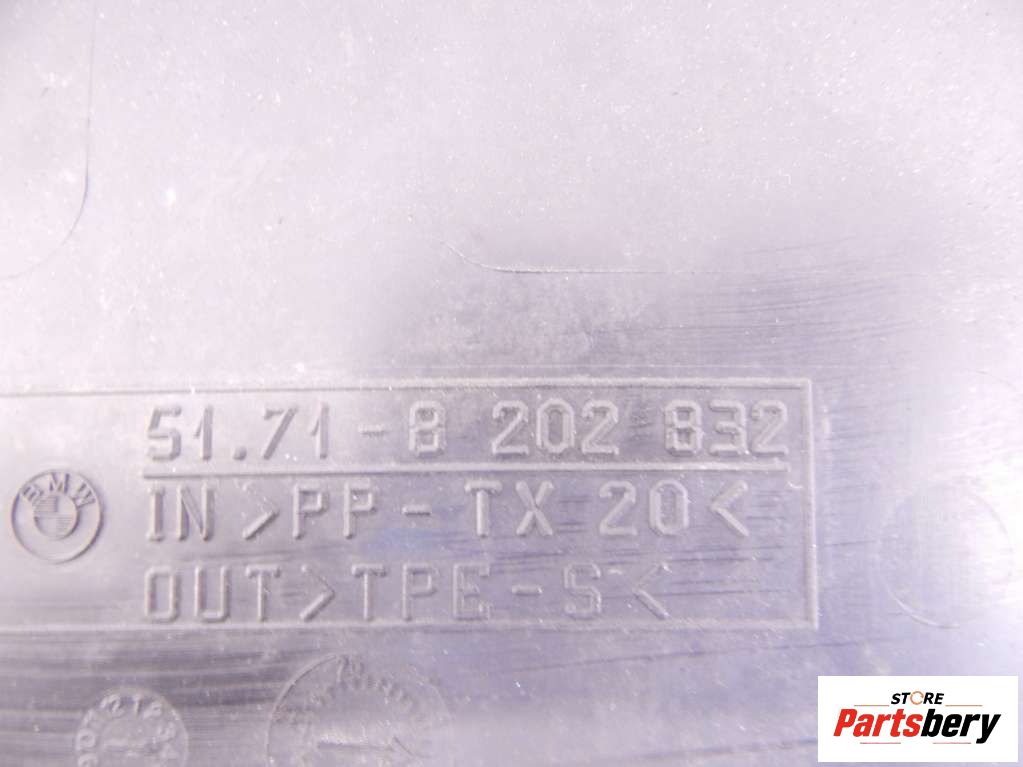 51.71-8 202 832
BMW
IN >PP-TX 20<
OUT>TPE-S<
STORE
Partsbery